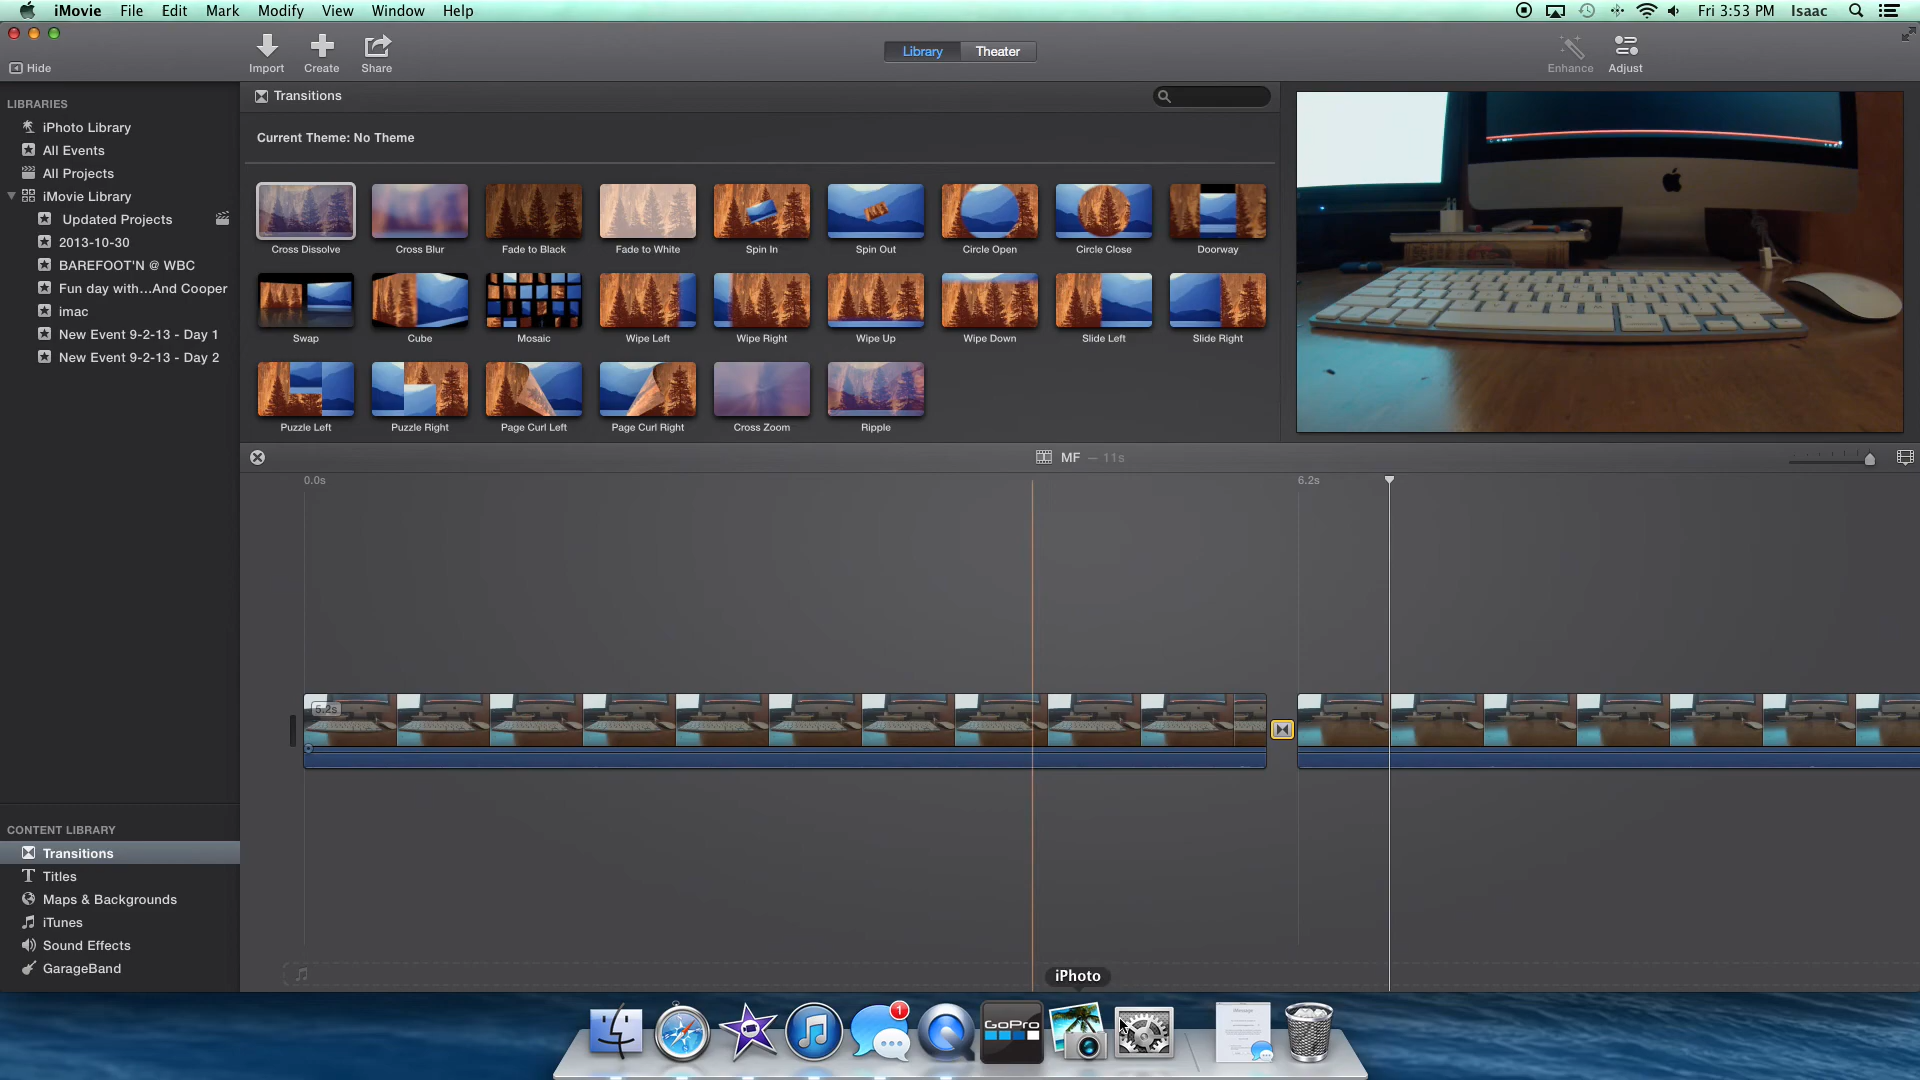 iMovie File Edit Mark Modify View Window Help
Fri 3:53 PM Isaac
Hide
Import Create Share
Library Theater
Enhance Adjust
LIBRARIES
iPhoto Library
All Events
All Projects
iMovie Library
Updated Projects
2013-10-30
BAREFOOT'N @ WBC
Fun day with...And Cooper
imac
New Event 9-2-13 - Day 1
New Event 9-2-13 - Day 2
Transitions
Current Theme: No Theme
Cross Dissolve Cross Blur Fade to Black Fade to White Spin In Spin Out Circle Open Circle Close Doorway
Swap Cube Mosaic Wipe Left Wipe Right Wipe Up Wipe Down Slide Left Slide Right
Puzzle Left Puzzle Right Page Curl Left Page Curl Right Cross Zoom Ripple
MF – 11s
0.0s 6.2s
5.2s
CONTENT LIBRARY
Transitions
Titles
Maps & Backgrounds
iTunes
Sound Effects
GarageBand
iPhoto
1
GoPro
iMessage